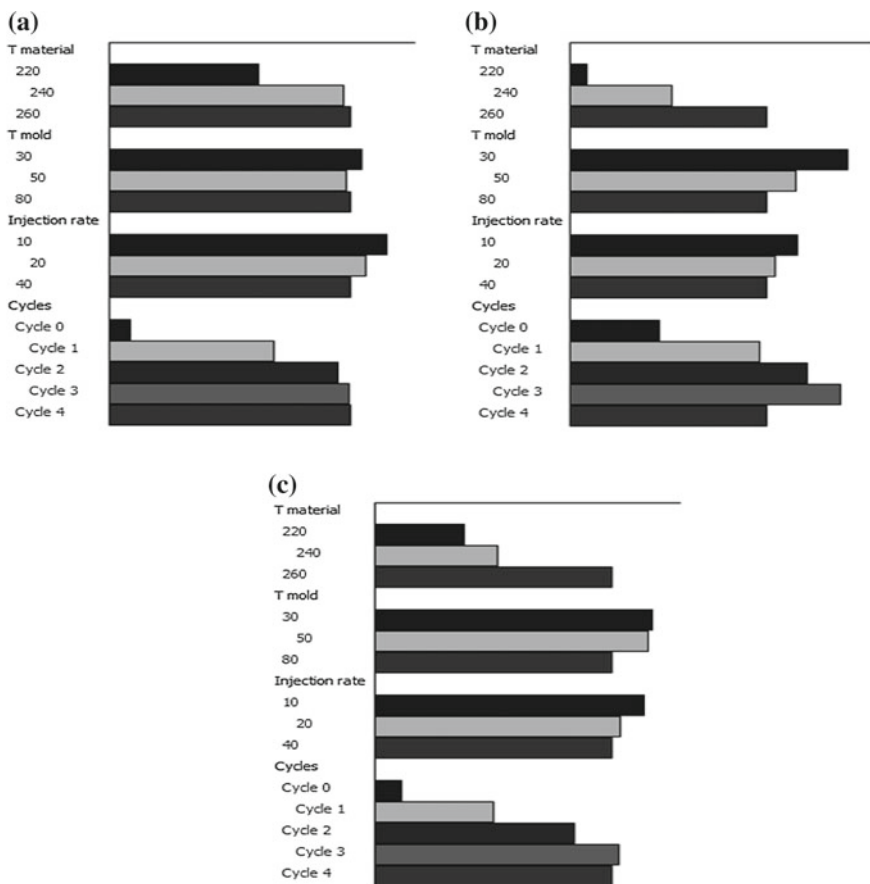 (a)
T material
220
240
260
T mold
30
50
80
Injection rate
10
20
40
Cycles
Cycle 0
Cycle 1
Cycle 2
Cycle 3
Cycle 4
(b)
T material
220
240
260
T mold
30
50
80
Injection rate
10
20
40
Cycles
Cycle 0
Cycle 1
Cycle 2
Cycle 3
Cycle 4
(c)
T material
220
240
260
T mold
30
50
80
Injection rate
10
20
40
Cycles
Cycle 0
Cycle 1
Cycle 2
Cycle 3
Cycle 4